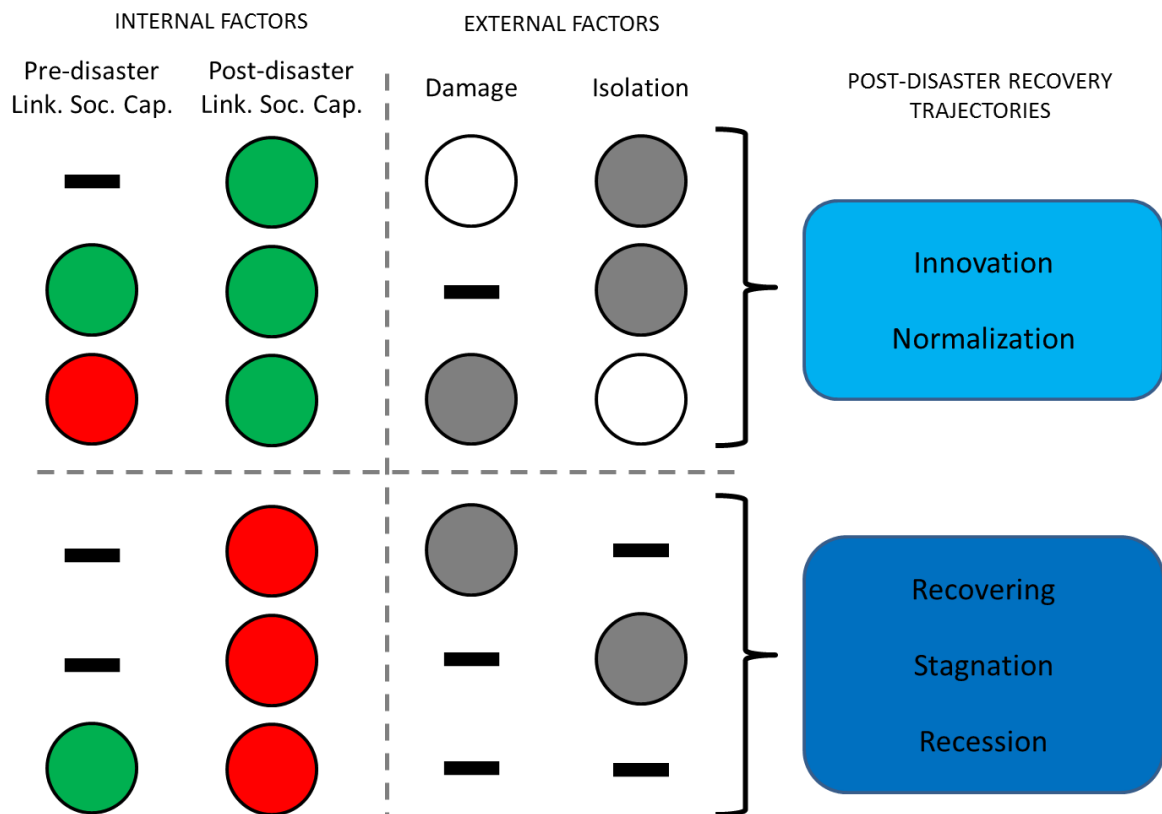 INTERNAL FACTORS
EXTERNAL FACTORS
Pre-disaster
Link. Soc. Cap.
Post-disaster
Link. Soc. Cap.
Damage
Isolation
POST-DISASTER RECOVERY
TRAJECTORIES
Innovation
Normalization
Recovering
Stagnation
Recession